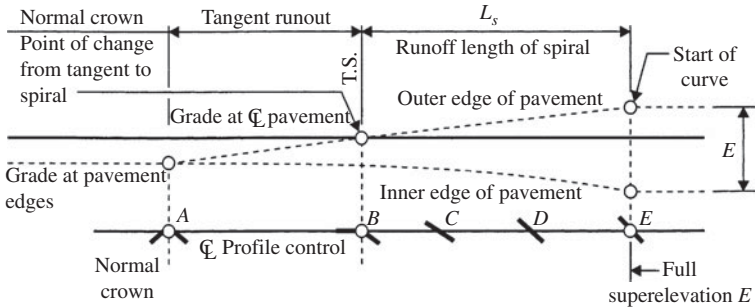 Normal crown
Tangent runout
L_s
Point of change
from tangent to
spiral
T.S.
Runoff length of spiral
Start of
curve
Grade at ℄ pavement
Outer edge of pavement
E
Grade at pavement
edges
Inner edge of pavement
A
B
C
D
E
℄ Profile control
Normal
crown
Full
superelevation E